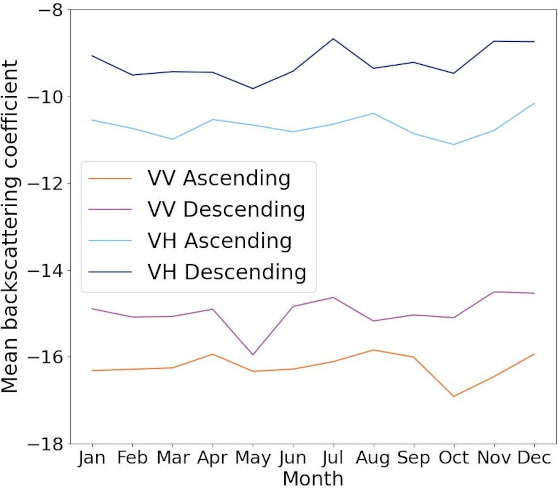 Mean backscattering coefficient
−8
−10
−12
−14
−16
−18
VV Ascending
VV Descending
VH Ascending
VH Descending
Jan Feb Mar Apr May Jun Jul Aug Sep Oct Nov Dec
Month